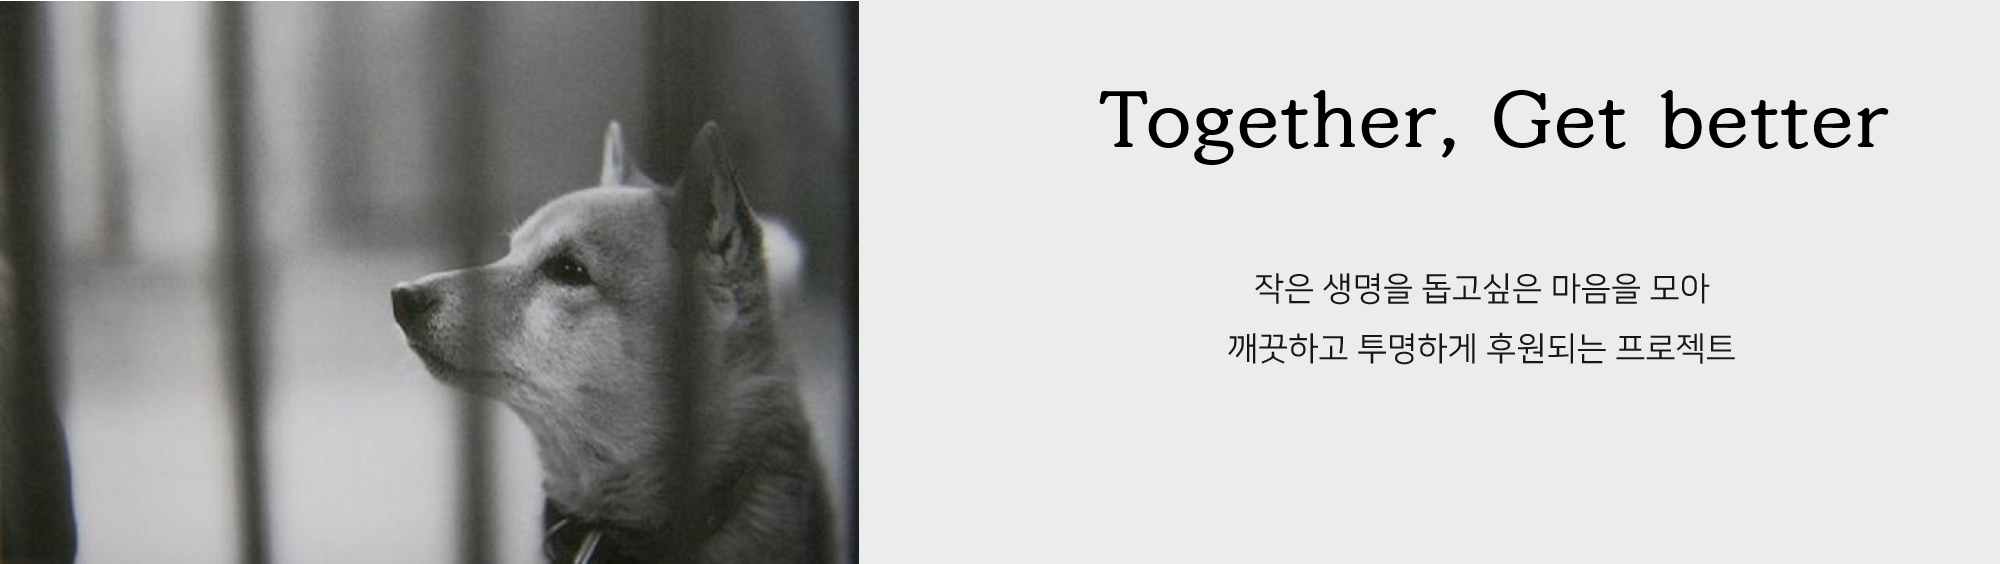 Together, Get better
작은 생명을 돕고싶은 마음을 모아
깨끗하고 투명하게 후원되는 프로젝트